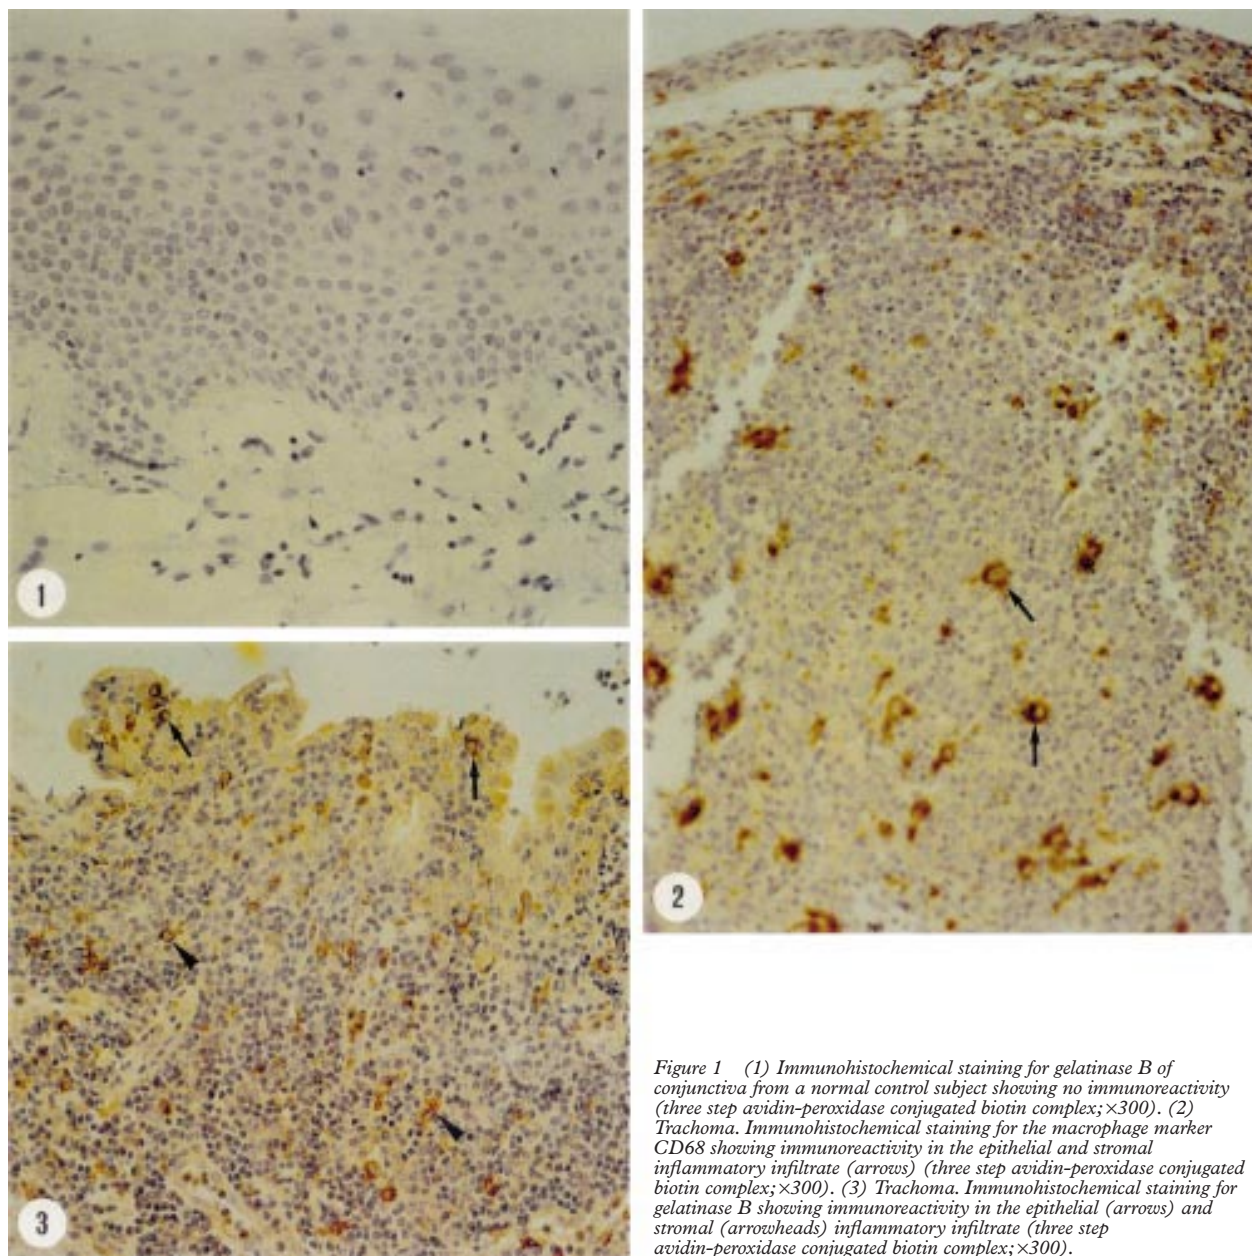 1
2
3
Figure 1 (1) Immunohistochemical staining for gelatinase B of
conjunctiva from a normal control subject showing no immunoreactivity
(three step avidin-peroxidase conjugated biotin complex; ×300). (2)
Trachoma. Immunohistochemical staining for the macrophage marker
CD68 showing immunoreactivity in the epithelial and stromal
inflammatory infiltrate (arrows) (three step avidin-peroxidase conjugated
biotin complex; ×300). (3) Trachoma. Immunohistochemical staining for
gelatinase B showing immunoreactivity in the epithelial (arrows) and
stromal (arrowheads) inflammatory infiltrate (three step
avidin-peroxidase conjugated biotin complex; ×300).